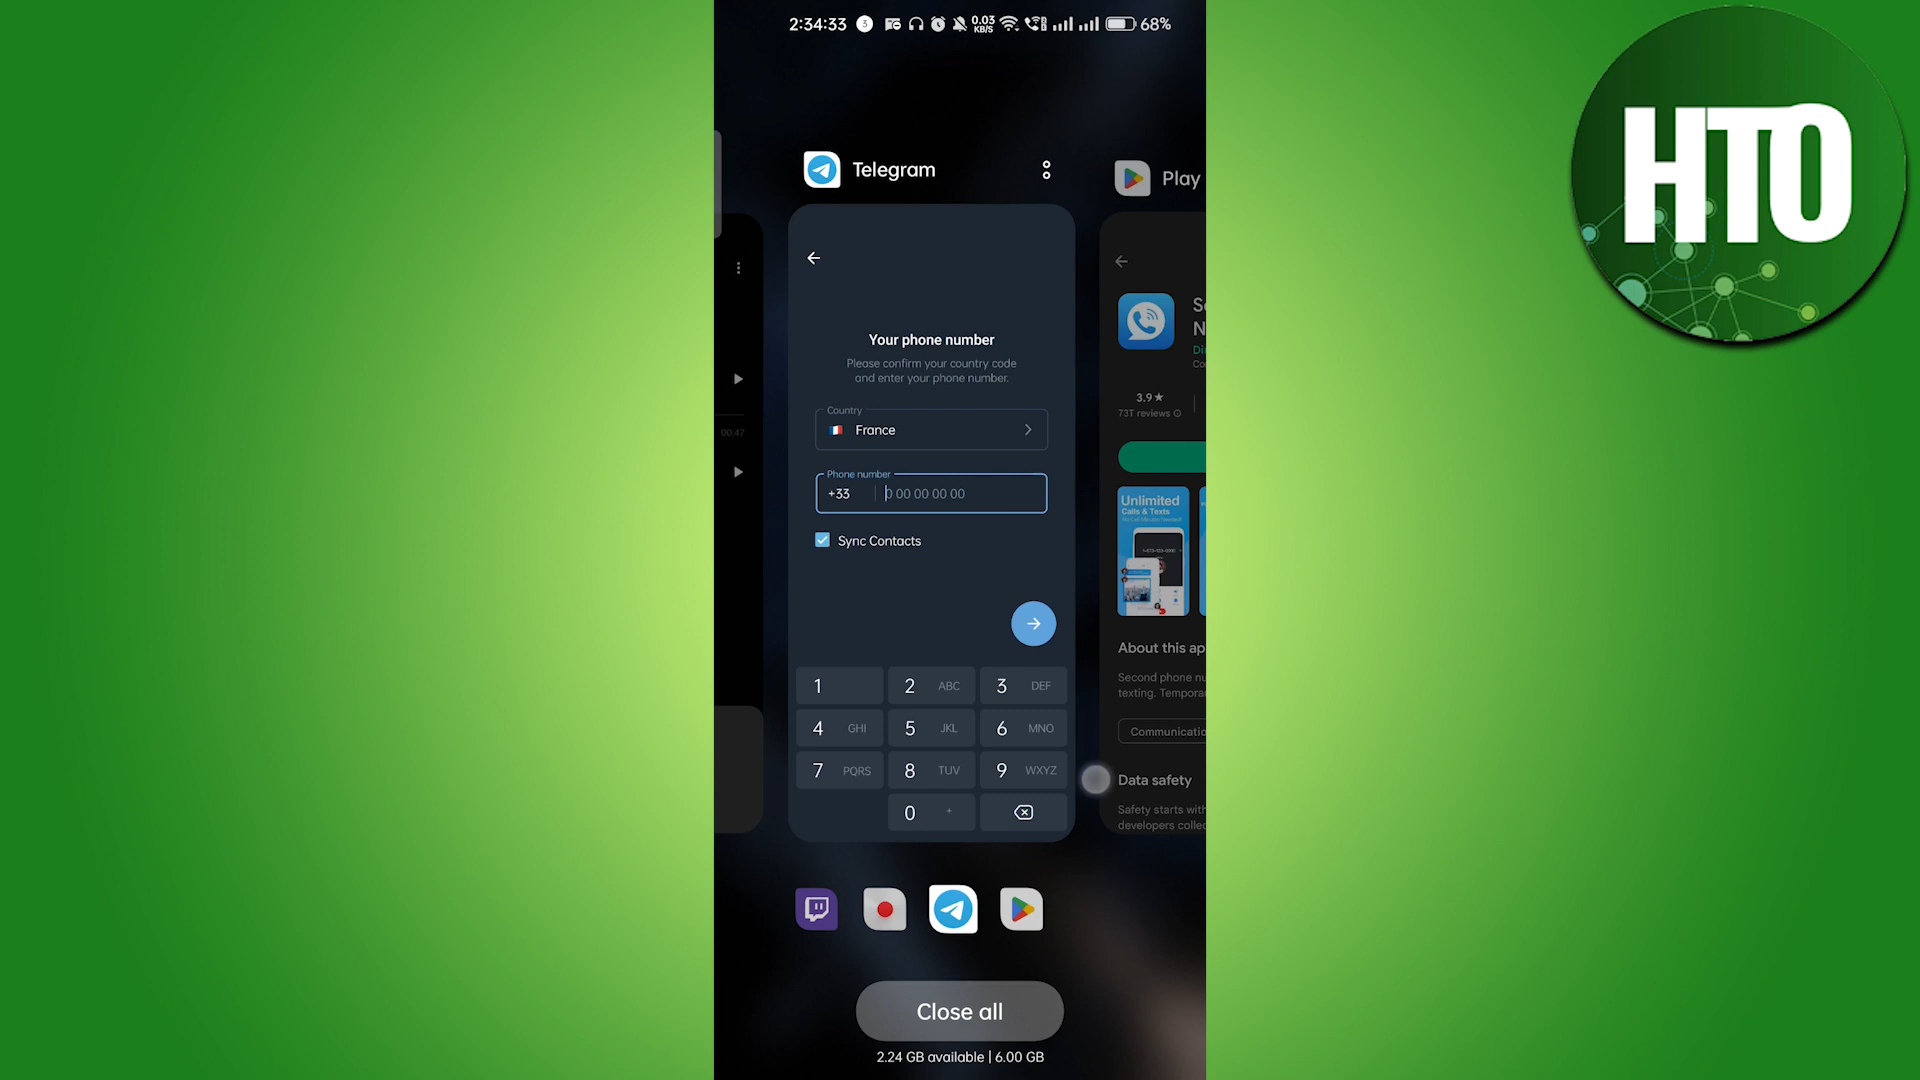 2:34:33 3 0.03 KB/S 68%
HTO
Telegram
Play
Your phone number
Please confirm your country code
and enter your phone number.
Country
France
Phone number
+33 0 00 00 00 00
Sync Contacts
1
2 ABC
3 DEF
4 GHI
5 JKL
6 MNO
7 PQRS
8 TUV
9 WXYZ
0 +
00:47
3.9★
73T reviews
Unlimited
Calls & Texts
About this ap
Second phone nu
texting. Tempora
Communicatio
Data safety
Safety starts with
developers collec
Close all
2.24 GB available | 6.00 GB